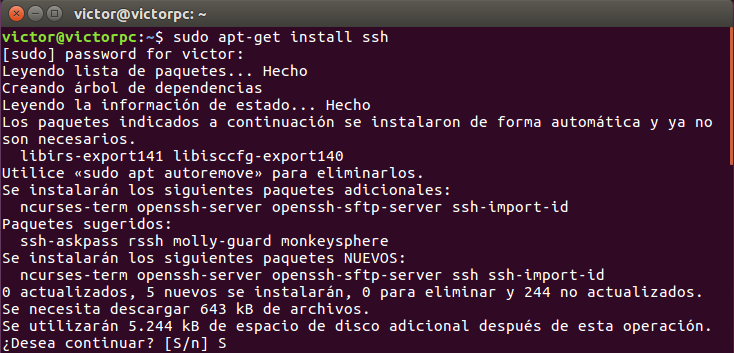 victor@victorpc: ~
victor@victorpc:~$ sudo apt-get install ssh
[sudo] password for victor:
Leyendo lista de paquetes... Hecho
Creando árbol de dependencias
Leyendo la información de estado... Hecho
Los paquetes indicados a continuación se instalaron de forma automática y ya no
son necesarios.
  libirs-export141 libisccfg-export140
Utilice «sudo apt autoremove» para eliminarlos.
Se instalarán los siguientes paquetes adicionales:
  ncurses-term openssh-server openssh-sftp-server ssh-import-id
Paquetes sugeridos:
  ssh-askpass rssh molly-guard monkeysphere
Se instalarán los siguientes paquetes NUEVOS:
  ncurses-term openssh-server openssh-sftp-server ssh ssh-import-id
0 actualizados, 5 nuevos se instalarán, 0 para eliminar y 244 no actualizados.
Se necesita descargar 643 kB de archivos.
Se utilizarán 5.244 kB de espacio de disco adicional después de esta operación.
¿Desea continuar? [S/n] S